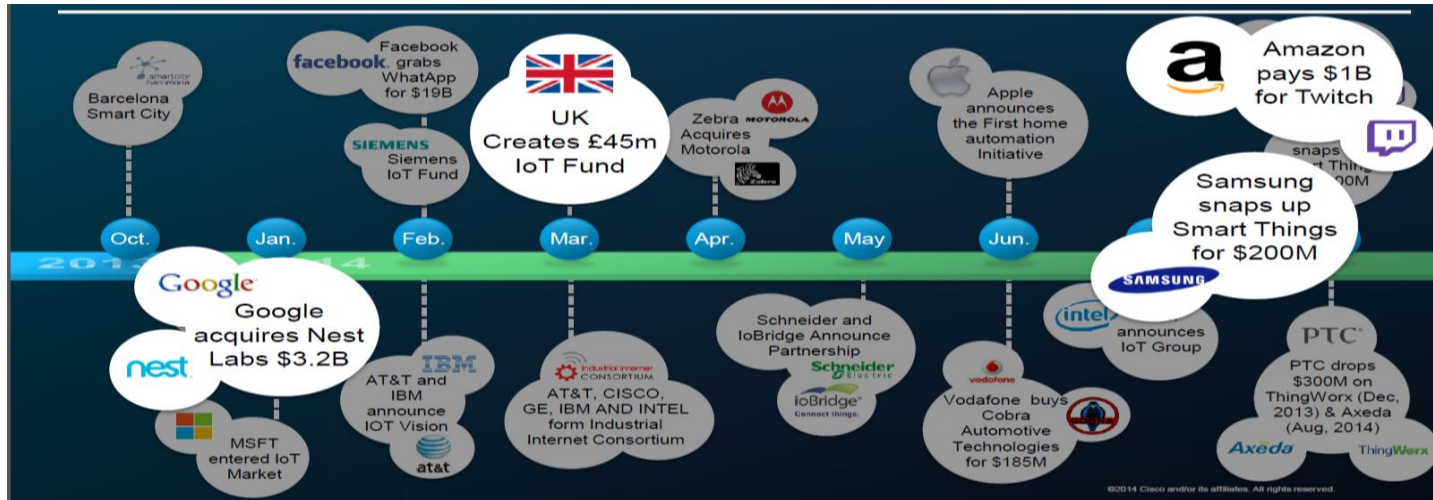 smartcity
barcelona
Barcelona
Smart City
facebook.
Facebook
grabs
WhatApp
for $19B
SIEMENS
Siemens
IoT Fund
UK
Creates £45m
IoT Fund
Zebra
Acquires
Motorola
MOTOROLA
Zebra
Apple
announces
the First home
automation
Initiative
a
Amazon
pays $1B
for Twitch
snaps
Samsung
snaps up
Smart Things
for $200M
SAMSUNG
Oct.
Jan.
Feb.
Mar.
Apr.
May
Jun.
Google
Google
acquires Nest
Labs $3.2B
nest
MSFT
entered IoT
Market
IBM
AT&T and
IBM
announce
IOT Vision
at&t
industrial internet
CONSORTIUM
AT&T, CISCO,
GE, IBM AND INTEL
form Industrial
Internet Consortium
Schneider and
IoBridge Announce
Partnership
Schneider
Electric
ioBridge
Connect things.
vodafone
Vodafone buys
Cobra
Automotive
Technologies
for $185M
intel
announces
IoT Group
PTC
PTC drops
$300M on
ThingWorx (Dec,
2013) & Axeda
(Aug, 2014)
Axeda
ThingWorx
©2014 Cisco and/or its affiliates. All rights reserved.